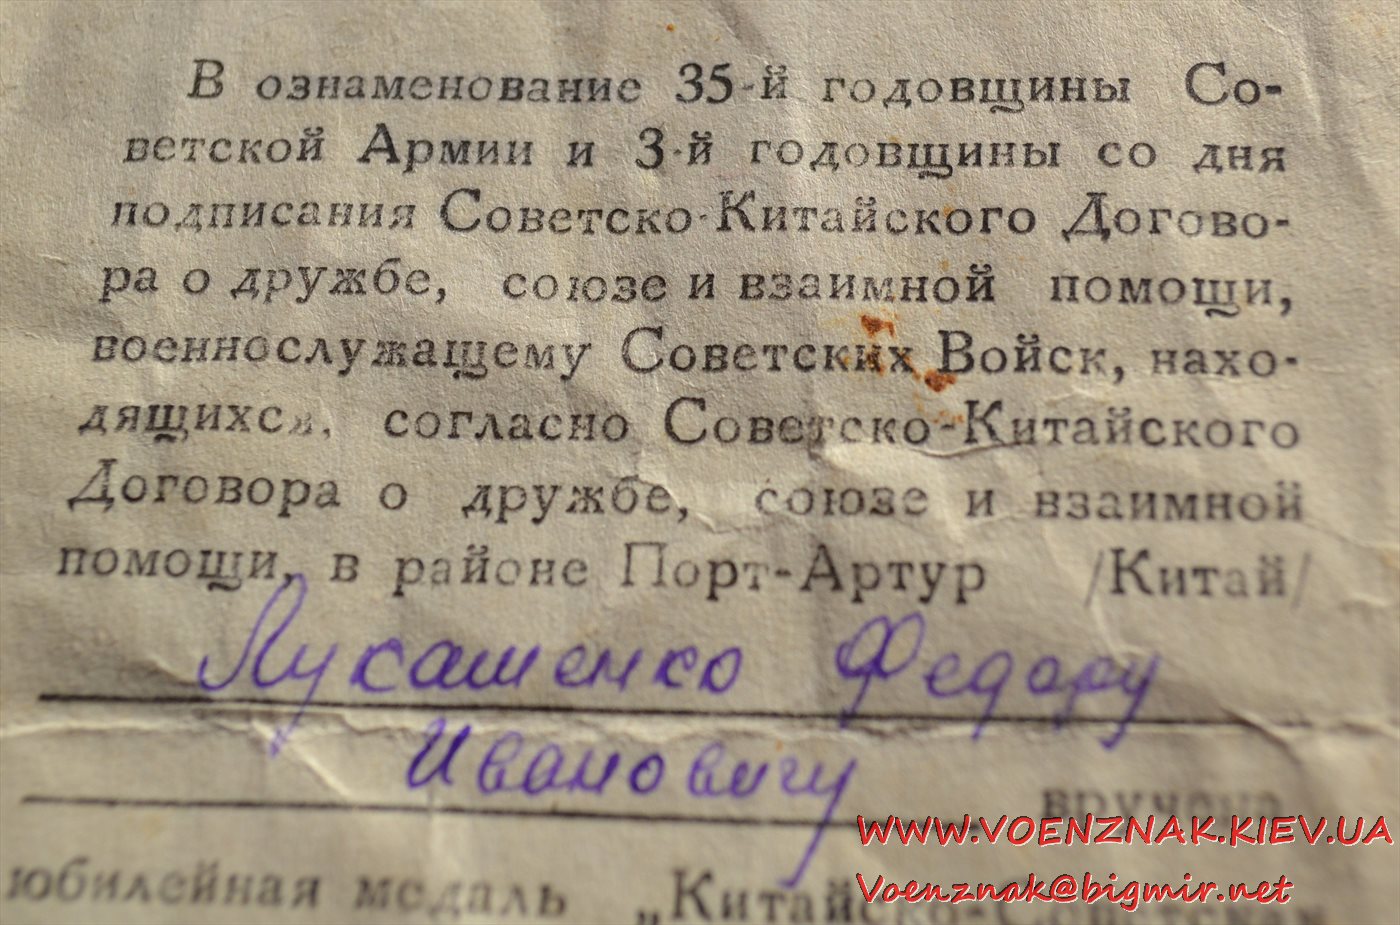 В ознаменование 35-й годовщины Со-
ветской Армии и 3-й годовщины со дня
подписания Советско-Китайского Догово-
ра о дружбе, союзе и взаимной помощи,
военнослужащему Советских Войск, нахо-
дящихся, согласно Советско-Китайского
Договора о дружбе, союзе и взаимной
помощи, в районе Порт-Артур /Китай/
Лукашенко Федору
Ивановичу
вручена
юбилейная медаль „Китайско-Советская
WWW.VOENZNAK.KIEV.UA
Voenznak@bigmir.net